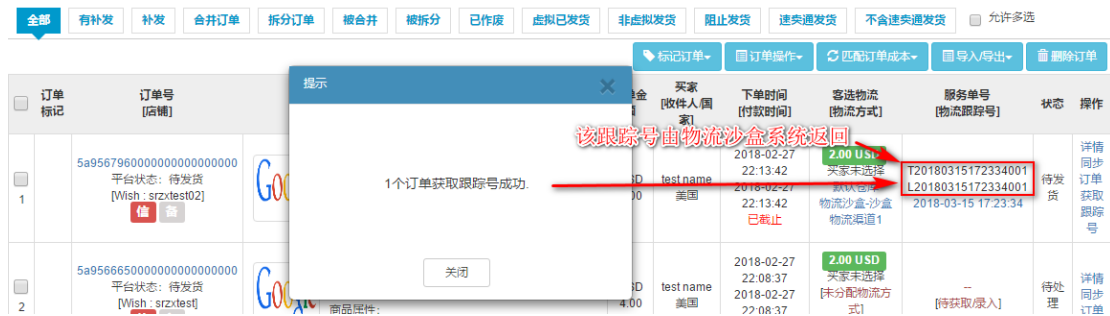 全部 有补发 补发 合并订单 拆分订单 被合并 被拆分 已作废 虚拟已发货 非虚拟发货 阻止发货 速卖通发货 不含速卖通发货 允许多选
标记订单 订单操作 匹配订单成本 导入/导出 删除订单
提示
订单
标记
订单号
[店铺]
买家
[收件人/国
家]
下单时间
[付款时间]
客选物流
[物流方式]
服务单号
[物流跟踪号]
状态 操作
该跟踪号由物流沙盒系统返回
1
5a9567960000000000000000
平台状态：待发货
[Wish : srzxtest02]
信 备
1个订单获取跟踪号成功.
关闭
test name
美国
2018-02-27
22:13:42
2018-02-27
22:13:42
已截止
2.00 USD
买家未选择
默认仓库
物流沙盒-沙盒
物流渠道1
T20180315172334001
L20180315172334001
2018-03-15 17:23:34
待发
货
详情
同步
订单
获取
跟踪
号
2
5a9566650000000000000000
平台状态：待发货
[Wish : srzxtest]
商品属性：
4.00
test name
美国
2018-02-27
22:08:37
2018-02-27
22:08:37
2.00 USD
买家未选择
[未分配物流方
式]
--
[待获取/录入]
待处
理
详情
同步
订单